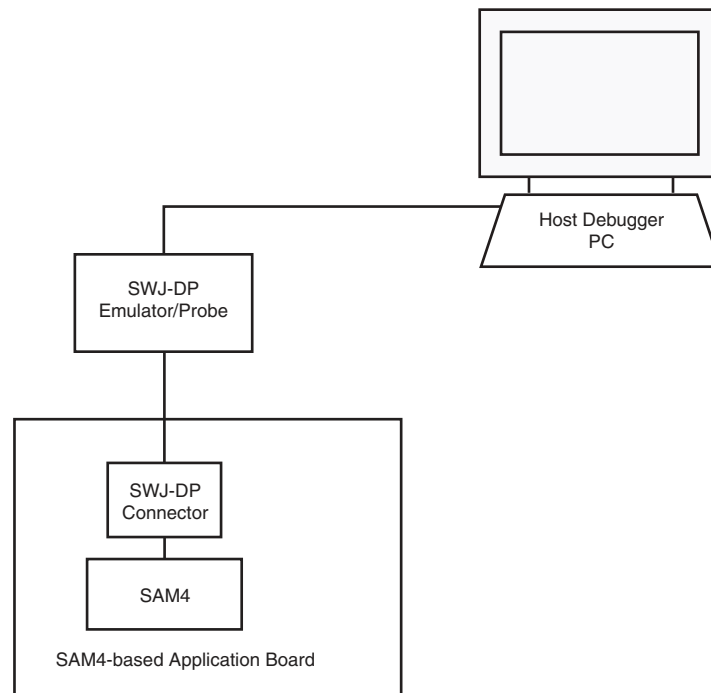 Host Debugger
PC
SWJ-DP
Emulator/Probe
SWJ-DP
Connector
SAM4
SAM4-based Application Board